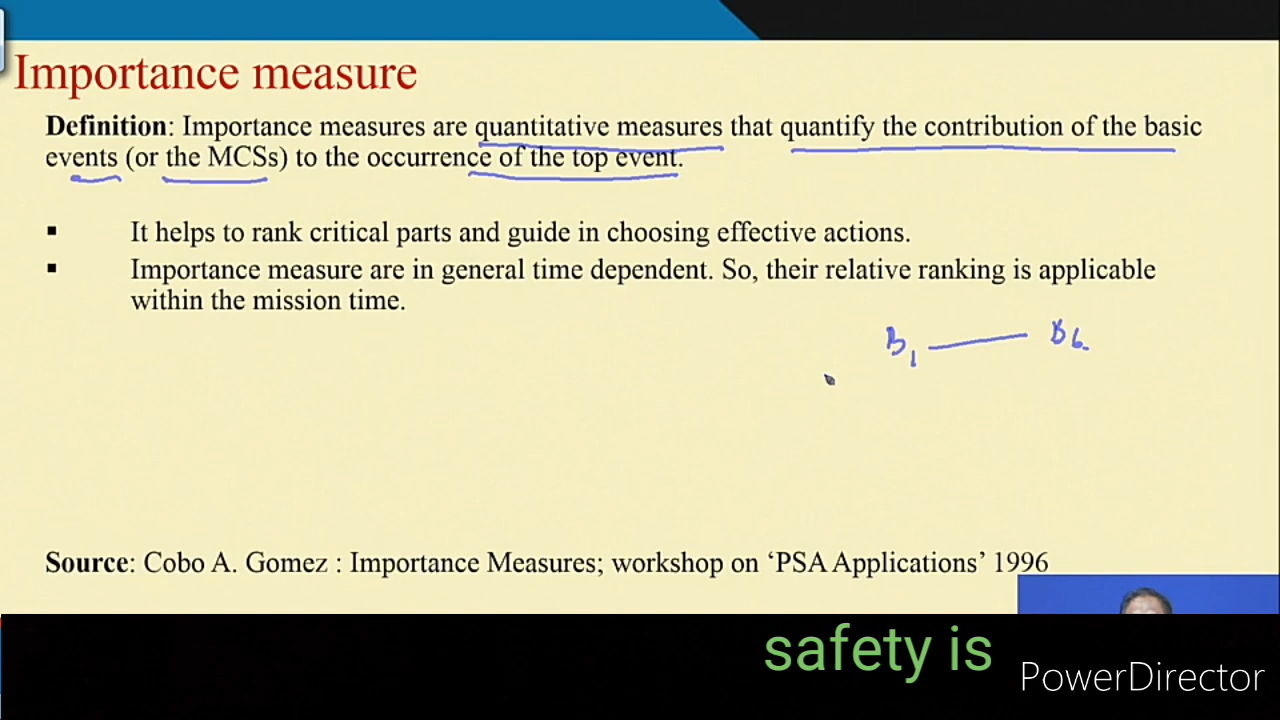 Importance measure
Definition: Importance measures are quantitative measures that quantify the contribution of the basic
events (or the MCSs) to the occurrence of the top event.
▪ It helps to rank critical parts and guide in choosing effective actions.
▪ Importance measure are in general time dependent. So, their relative ranking is applicable
within the mission time.
B1 — B6
Source: Cobo A. Gomez : Importance Measures; workshop on ‘PSA Applications’ 1996
safety is
PowerDirector